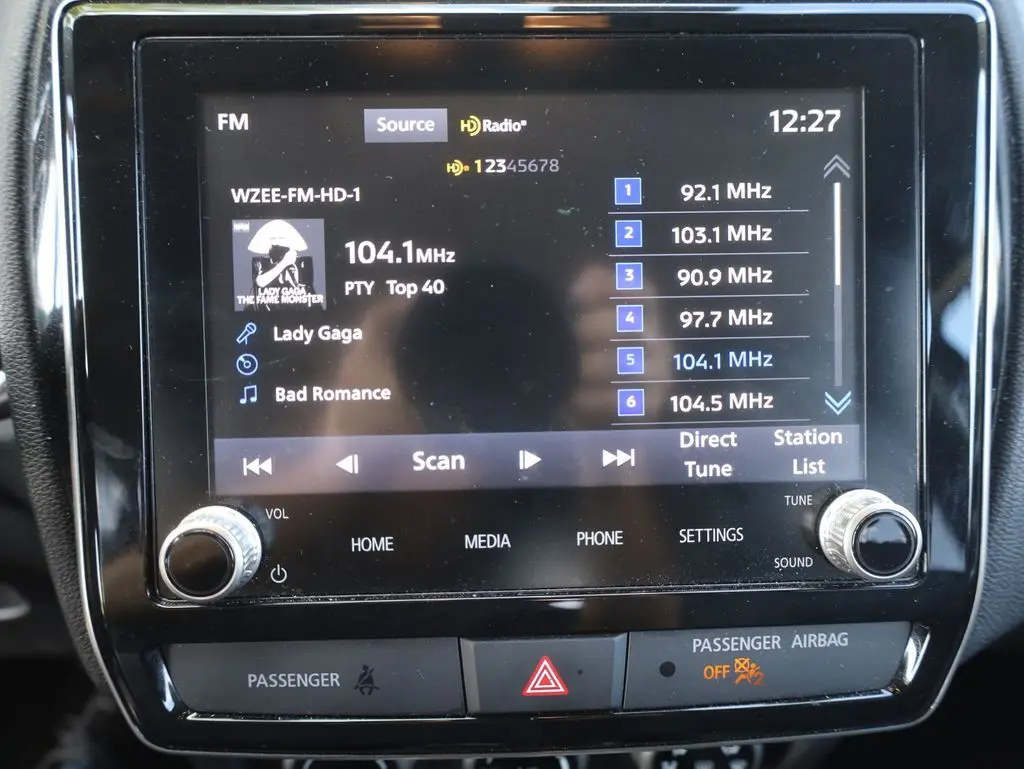 FM
Source
HD Radio
12:27
HD 12345678
WZEE-FM-HD-1
LADY GAGA
THE FAME MONSTER
104.1 MHz
PTY Top 40
Lady Gaga
Bad Romance
1 92.1 MHz
2 103.1 MHz
3 90.9 MHz
4 97.7 MHz
5 104.1 MHz
6 104.5 MHz
Scan
Direct
Tune
Station
List
VOL
HOME
MEDIA
PHONE
SETTINGS
TUNE
SOUND
PASSENGER
PASSENGER AIRBAG
OFF